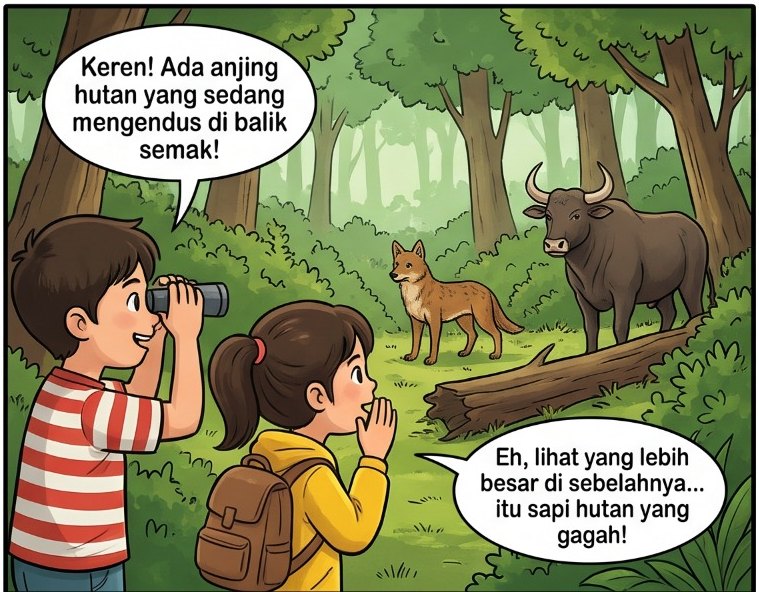 Keren! Ada anjing
hutan yang sedang
mengendus di balik
semak!
Eh, lihat yang lebih
besar di sebelahnya...
itu sapi hutan yang
gagah!